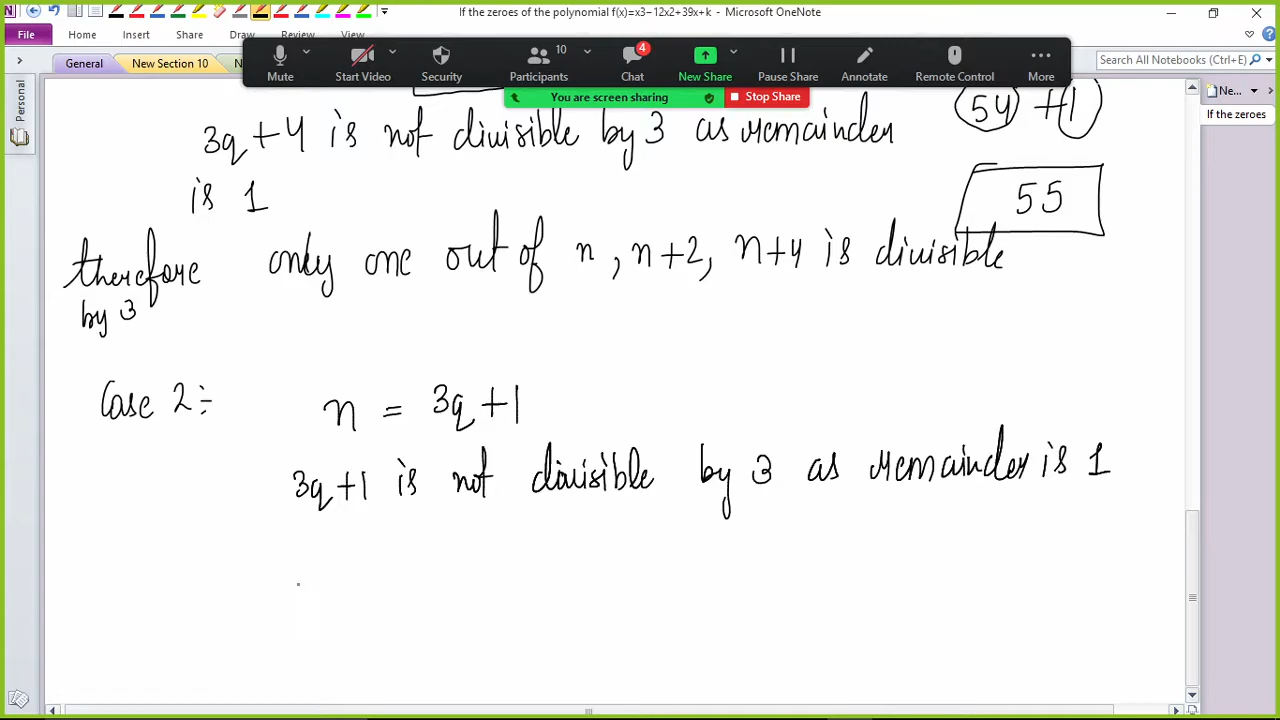 If the zeroes of the polynomial f(x)=x3−12x2+39x+k - Microsoft OneNote
File Home Insert Share Draw Review View
General New Section 10 N
Mute Start Video Security Participants 10 Chat 4 New Share Pause Share Annotate Remote Control More
Search All Notebooks (Ctrl+E)
You are screen sharing Stop Share
Personal
Ne...
If the zeroes
54 +1
3q+4 is not divisible by 3 as remainder
is 1
55
therefore only one out of n, n+2, n+4 is divisible
by 3
Case 2:- n = 3q+1
3q+1 is not divisible by 3 as remainder is 1